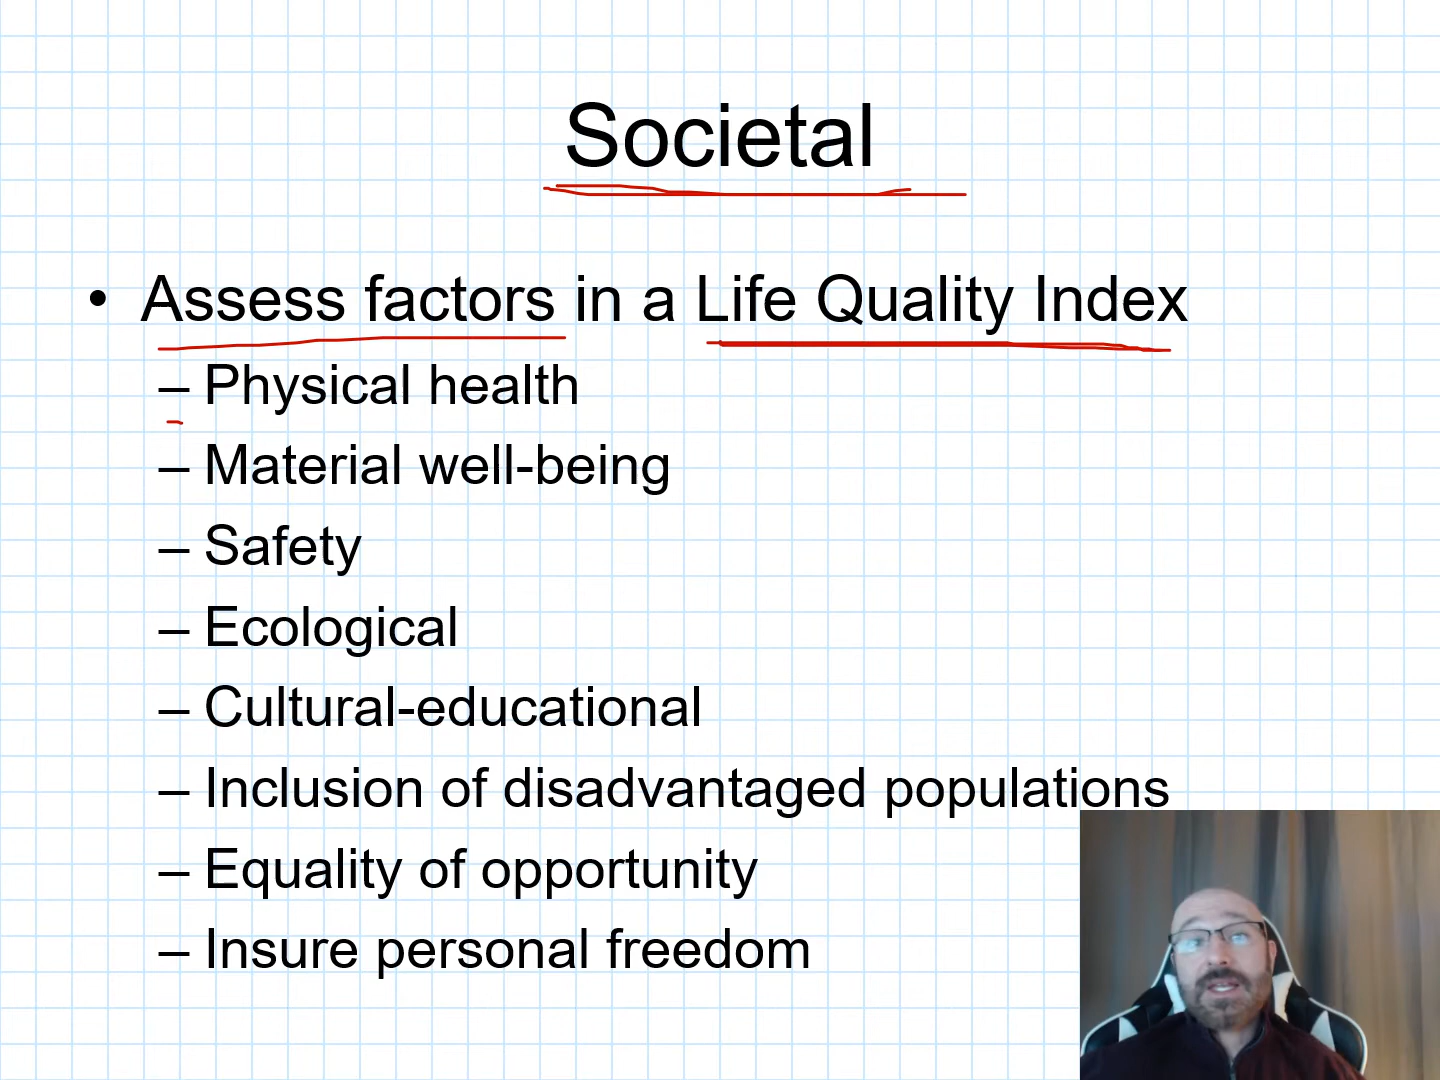 Societal
• Assess factors in a Life Quality Index
– Physical health
– Material well-being
– Safety
– Ecological
– Cultural-educational
– Inclusion of disadvantaged populations
– Equality of opportunity
– Insure personal freedom